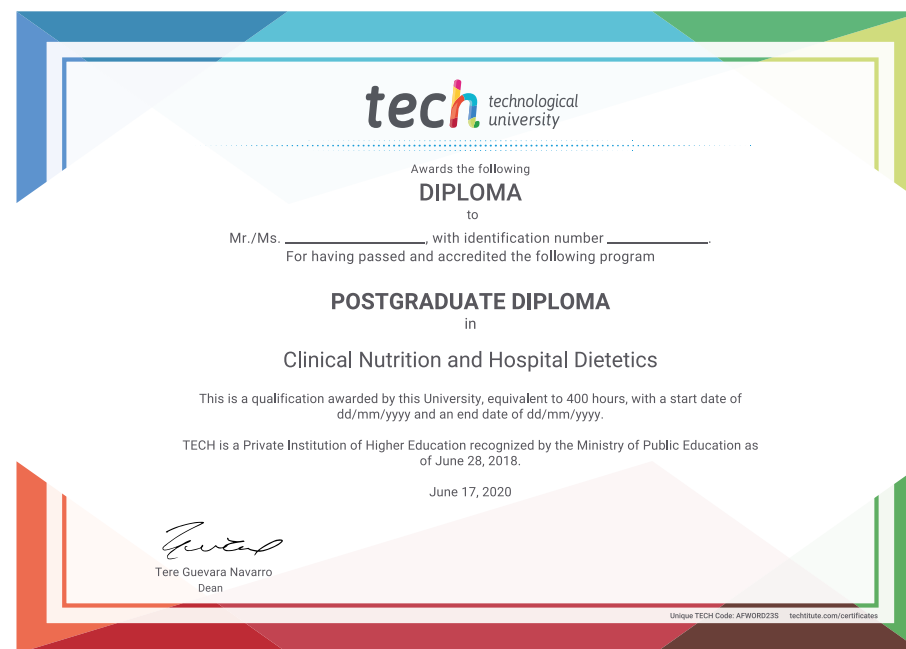 tech technological
university
Awards the following
DIPLOMA
to
Mr./Ms. ____________________, with identification number ______________.
For having passed and accredited the following program
POSTGRADUATE DIPLOMA
in
Clinical Nutrition and Hospital Dietetics
This is a qualification awarded by this University, equivalent to 400 hours, with a start date of
dd/mm/yyyy and an end date of dd/mm/yyyy.
TECH is a Private Institution of Higher Education recognized by the Ministry of Public Education as
of June 28, 2018.
June 17, 2020
Tere Guevara Navarro
Dean
Unique TECH Code: AFWORD23S techtitute.com/certificates